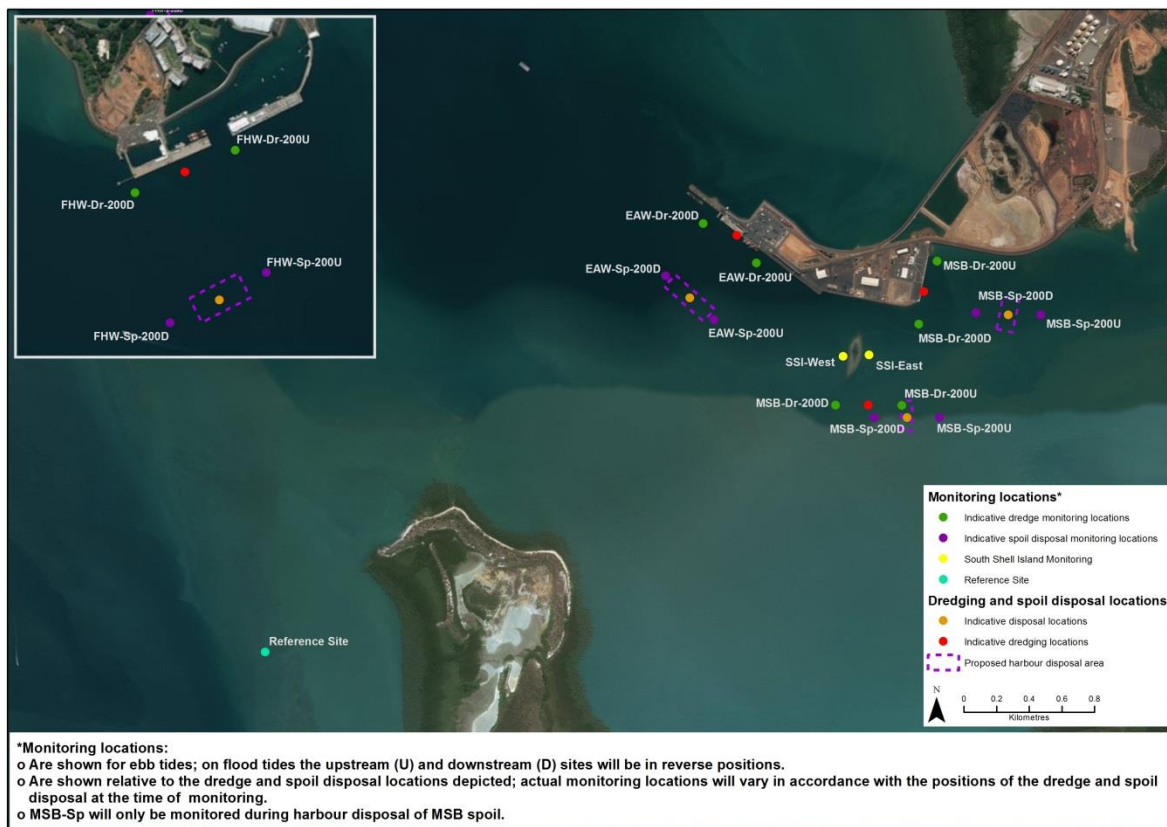 FHW-Dr-200U
FHW-Dr-200D
FHW-Sp-200U
FHW-Sp-200D
EAW-Dr-200D
EAW-Dr-200U
EAW-Sp-200D
EAW-Sp-200U
MSB-Dr-200U
MSB-Sp-200D
MSB-Sp-200U
MSB-Dr-200D
SSI-West
SSI-East
MSB-Dr-200D
MSB-Dr-200U
MSB-Sp-200D
MSB-Sp-200U
Reference Site
Monitoring locations*
Indicative dredge monitoring locations
Indicative spoil disposal monitoring locations
South Shell Island Monitoring
Reference Site
Dredging and spoil disposal locations
Indicative disposal locations
Indicative dredging locations
Proposed harbour disposal area
N
0 0.2 0.4 0.6 0.8
Kilometres
*Monitoring locations:
o Are shown for ebb tides; on flood tides the upstream (U) and downstream (D) sites will be in reverse positions.
o Are shown relative to the dredge and spoil disposal locations depicted; actual monitoring locations will vary in accordance with the positions of the dredge and spoil
disposal at the time of monitoring.
o MSB-Sp will only be monitored during harbour disposal of MSB spoil.